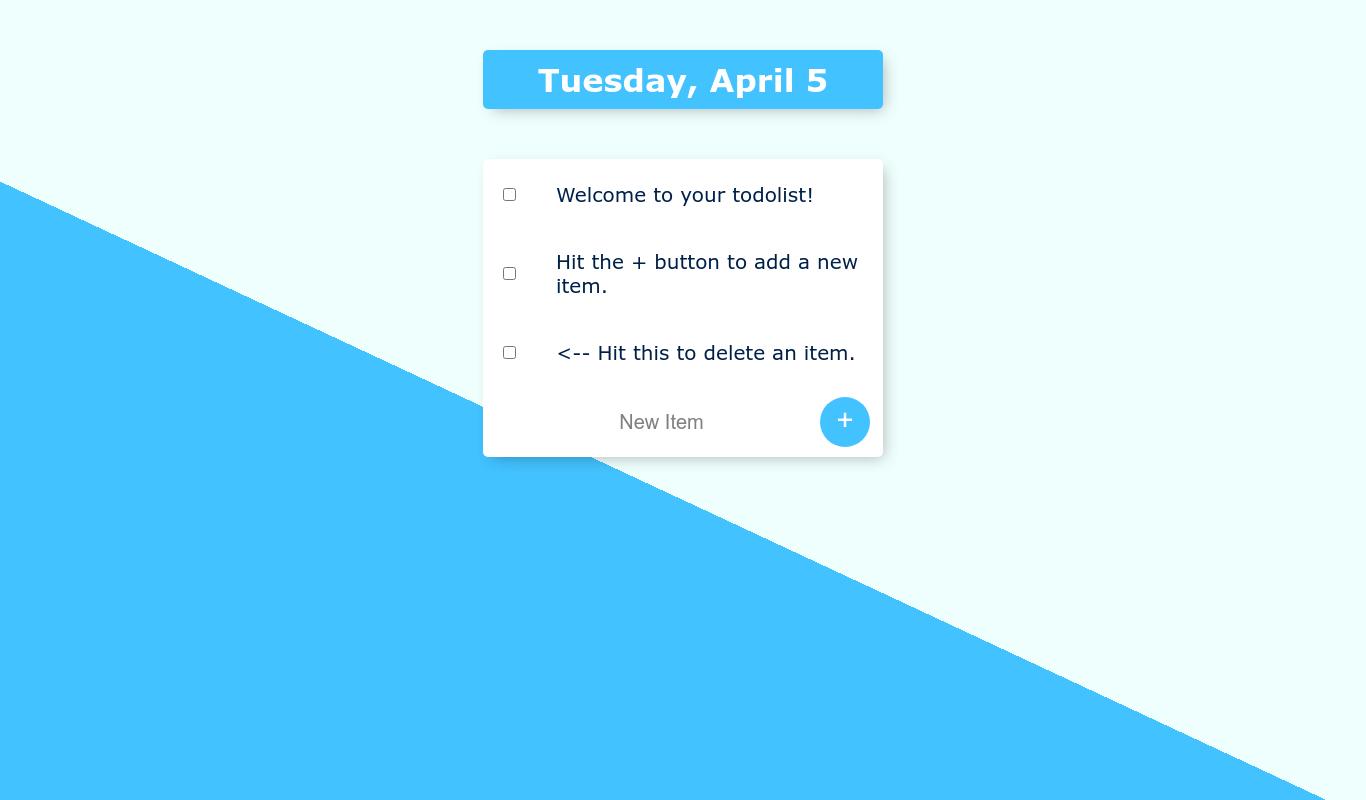 Tuesday, April 5
Welcome to your todolist!
Hit the + button to add a new
item.
<-- Hit this to delete an item.
New Item
+